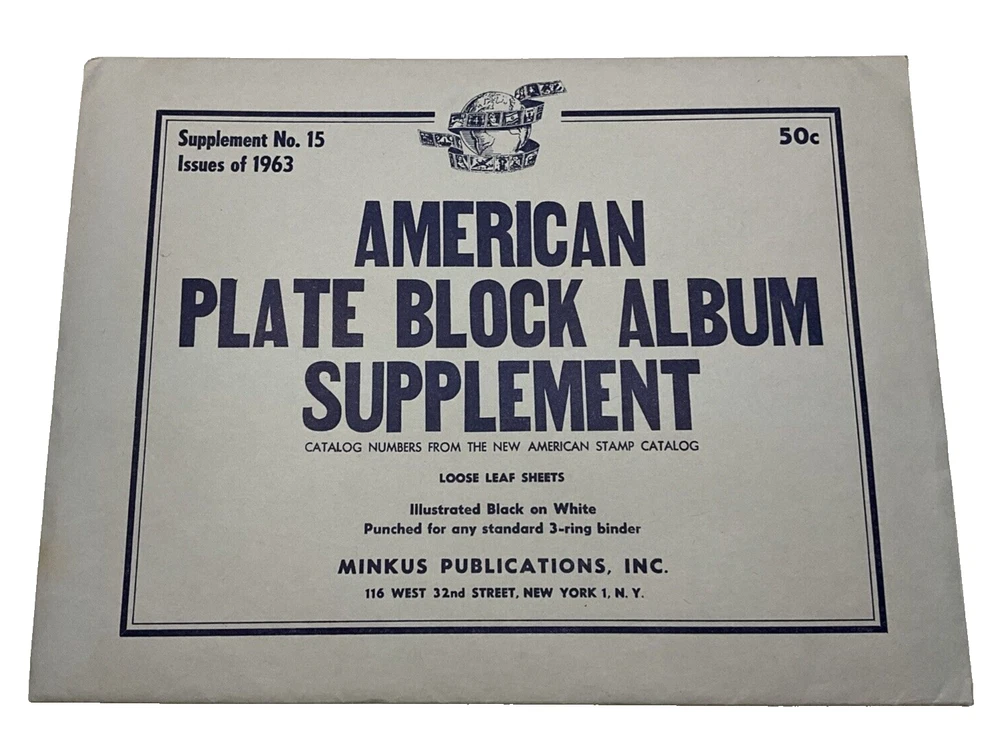 Supplement No. 15
Issues of 1963
50c
AMERICAN
PLATE BLOCK ALBUM
SUPPLEMENT
CATALOG NUMBERS FROM THE NEW AMERICAN STAMP CATALOG
LOOSE LEAF SHEETS
Illustrated Black on White
Punched for any standard 3-ring binder
MINKUS PUBLICATIONS, INC.
116 WEST 32nd STREET, NEW YORK 1, N. Y.